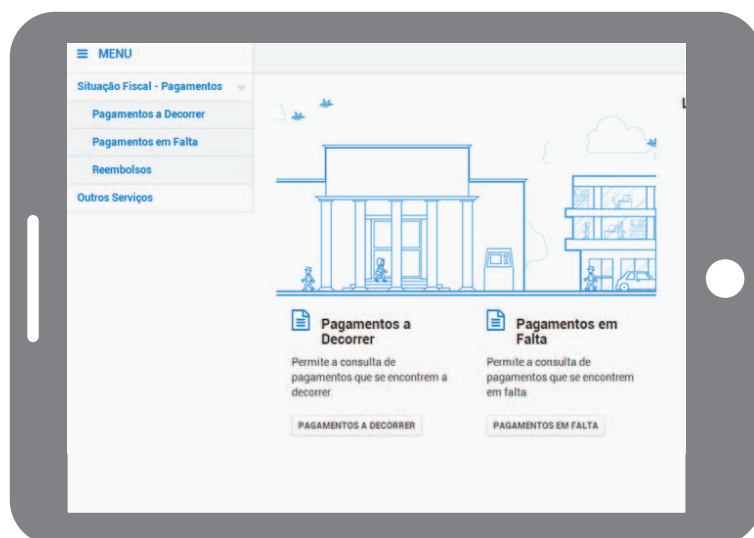 MENU
Situação Fiscal - Pagamentos
Pagamentos a Decorrer
Pagamentos em Falta
Reembolsos
Outros Serviços
L
Pagamentos a
Decorrer
Permite a consulta de
pagamentos que se encontrem a
decorrer
PAGAMENTOS A DECORRER
Pagamentos em
Falta
Permite a consulta de
pagamentos que se encontrem
em falta
PAGAMENTOS EM FALTA